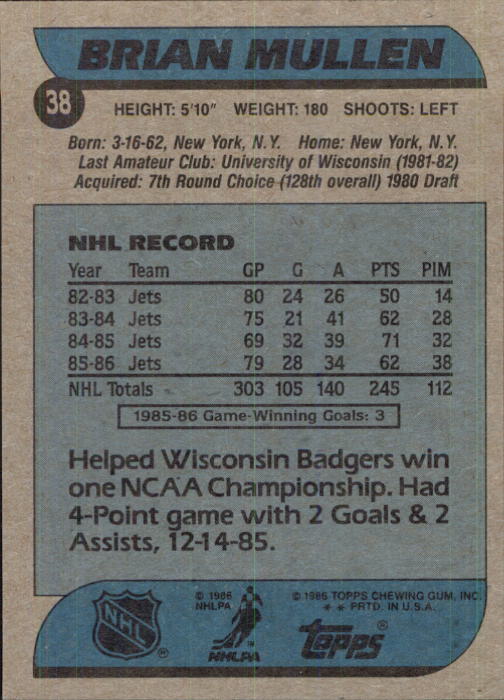 BRIAN MULLEN
38
HEIGHT: 5'10" WEIGHT: 180 SHOOTS: LEFT
Born: 3-16-62, New York, N.Y. Home: New York, N.Y.
Last Amateur Club: University of Wisconsin (1981-82)
Acquired: 7th Round Choice (128th overall) 1980 Draft
NHL RECORD
Year Team GP G A PTS PIM
82-83 Jets 80 24 26 50 14
83-84 Jets 75 21 41 62 28
84-85 Jets 69 32 39 71 32
85-86 Jets 79 28 34 62 38
NHL Totals 303 105 140 245 112
1985-86 Game-Winning Goals: 3
Helped Wisconsin Badgers win
one NCAA Championship. Had
4-Point game with 2 Goals & 2
Assists, 12-14-85.
© 1986 © 1986 TOPPS CHEWING GUM, INC.
NHLPA ** PRTD. IN U.S.A.
NHL ® NHLPA TM topps ®